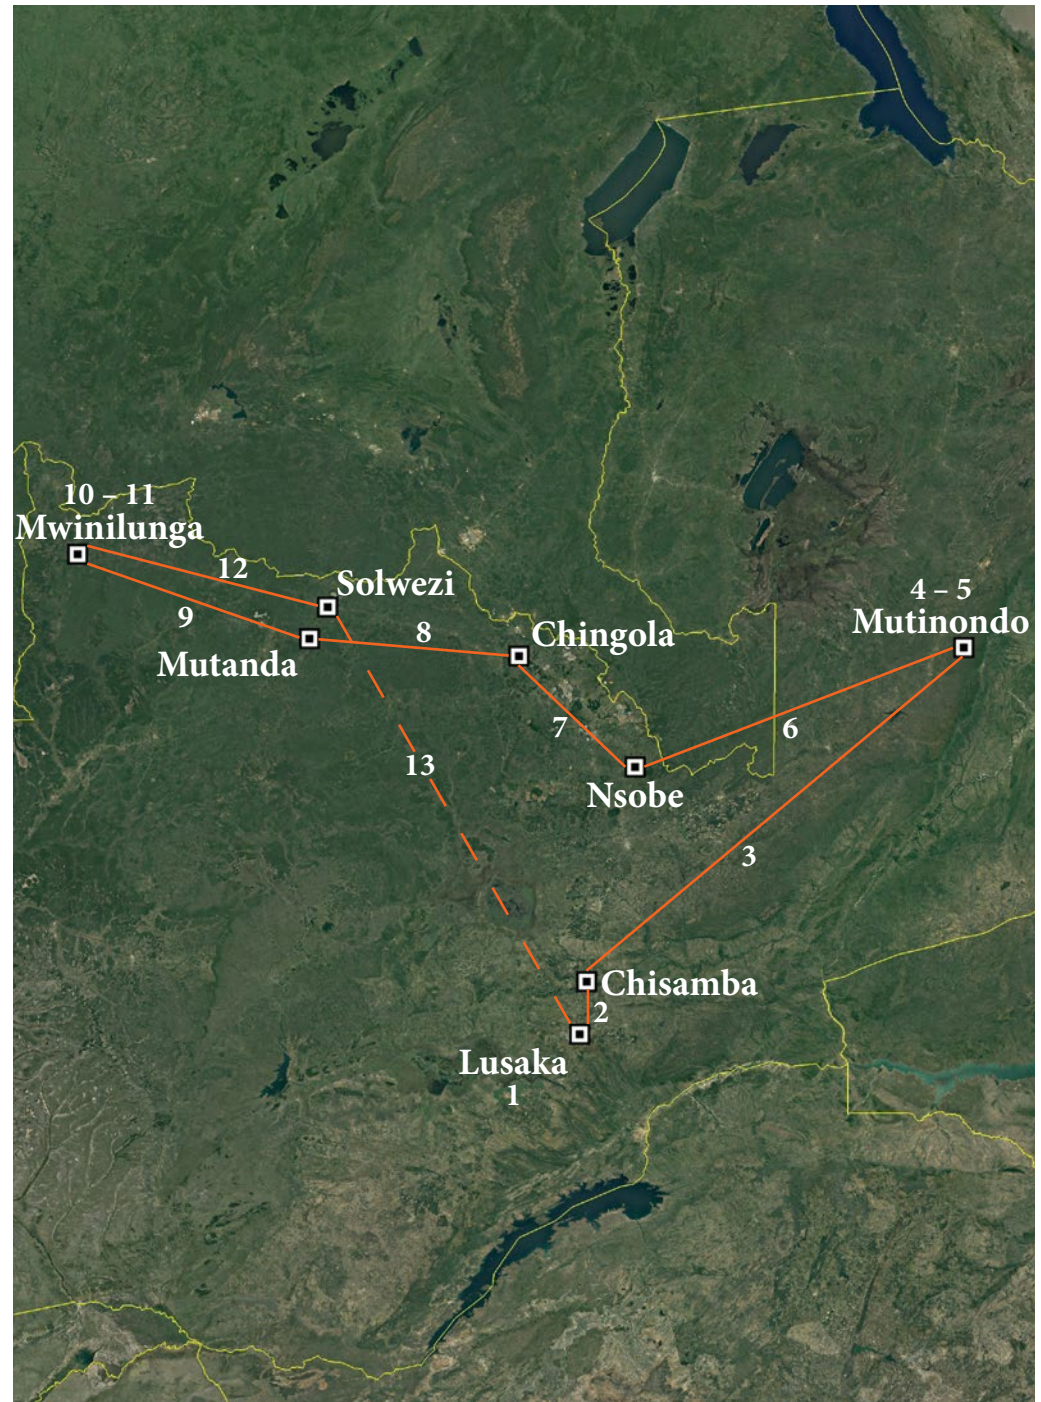 10 – 11
Mwinilunga
12
Solwezi
4 – 5
9
8
Chingola
Mutinondo
Mutanda
7
6
13
Nsobe
3
Chisamba
2
Lusaka
1